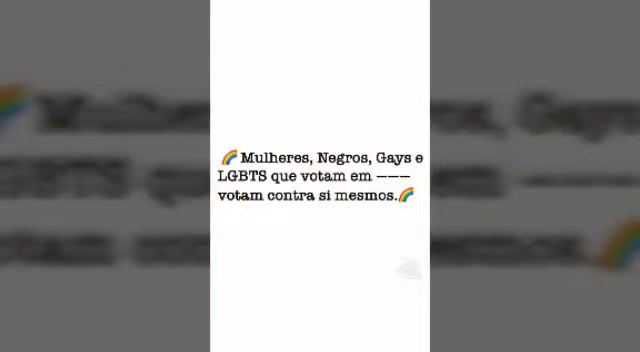 🌈Mulheres, Negros, Gays e
LGBTS que votam em ———
votam contra si mesmos.🌈